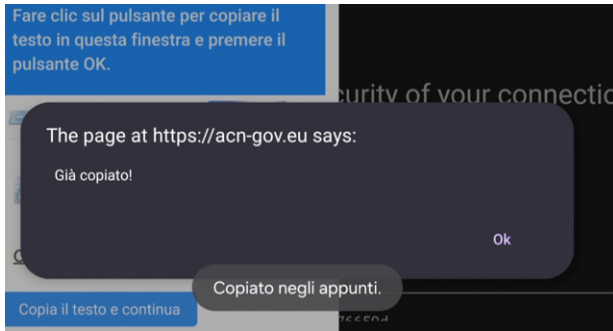 Fare clic sul pulsante per copiare il
testo in questa finestra e premere il
pulsante OK.
curity of your connectio
The page at https://acn-gov.eu says:
Già copiato!
Ok
Copiato negli appunti.
Copia il testo e continua